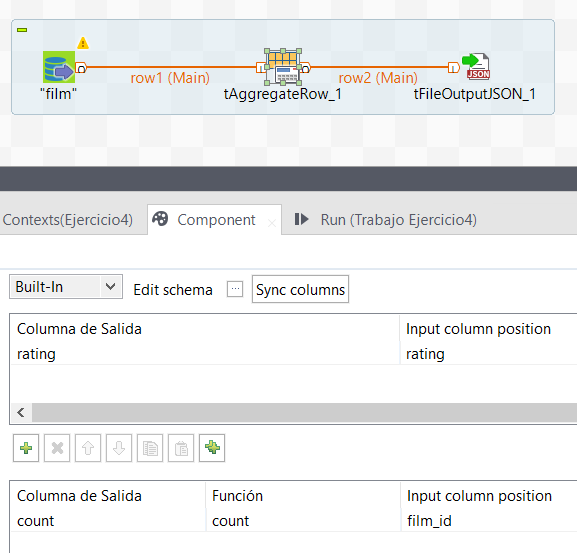 row1 (Main)
row2 (Main)
JSON
"film"
tAggregateRow_1
tFileOutputJSON_1
Contexts(Ejercicio4)
Component
Run (Trabajo Ejercicio4)
Built-In
Edit schema
...
Sync columns
Columna de Salida
Input column position
rating
rating
Columna de Salida
Función
Input column position
count
count
film_id